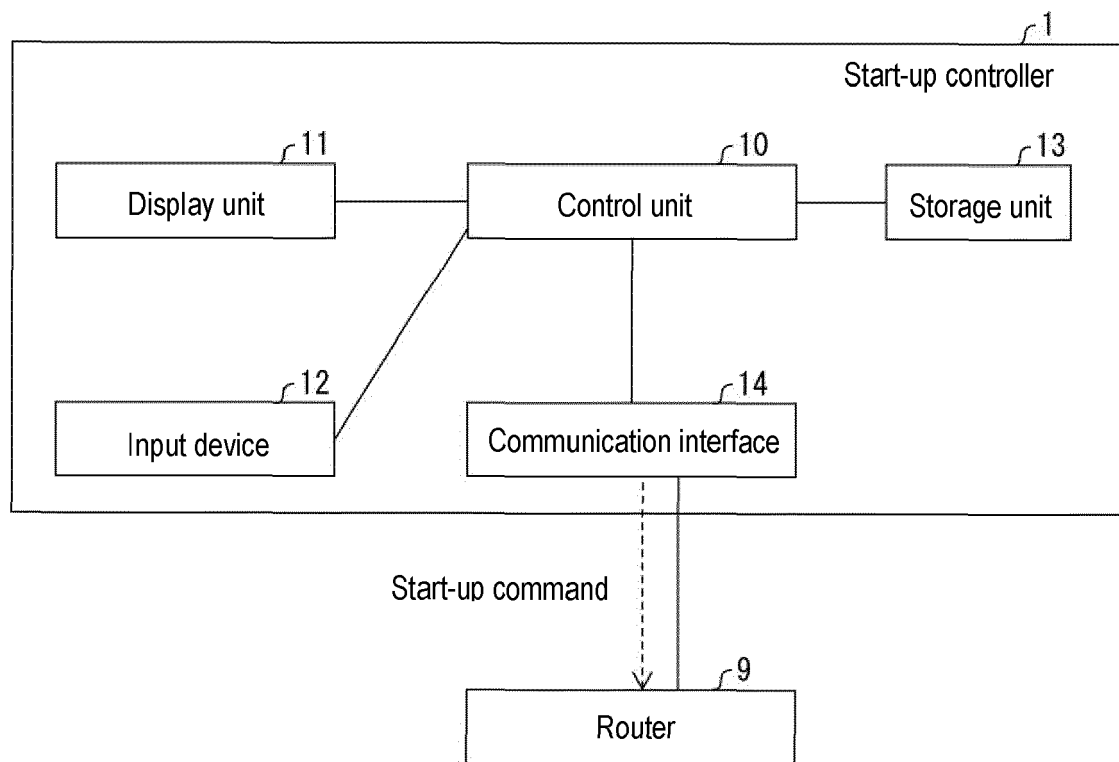 1
Start-up controller
11
10
13
Display unit
Control unit
Storage unit
12
14
Input device
Communication interface
Start-up command
9
Router